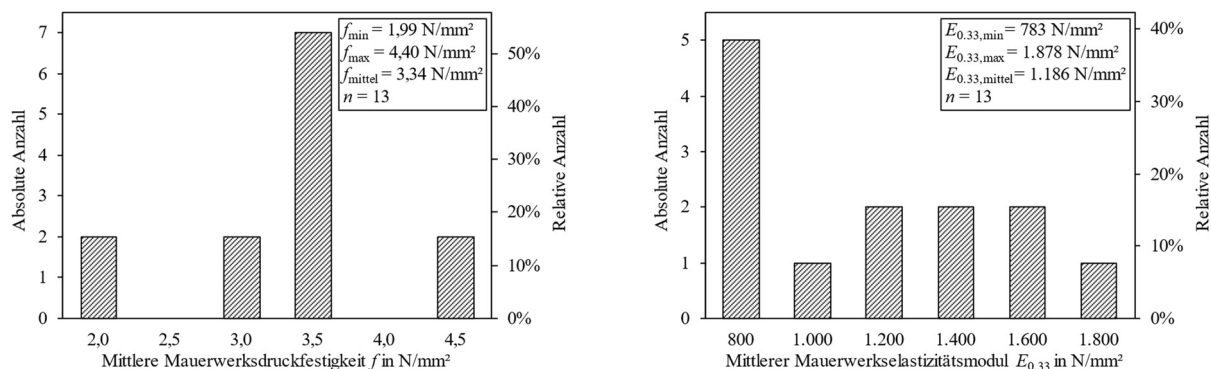 f_min = 1,99 N/mm²
f_max = 4,40 N/mm²
f_mittel = 3,34 N/mm²
n = 13
Absolute Anzahl
7
6
5
4
3
2
1
0
50%
40%
30%
20%
10%
0%
Relative Anzahl
2,0 2,5 3,0 3,5 4,0 4,5
Mittlere Mauerwerksdruckfestigkeit f in N/mm²
E_0.33,min = 783 N/mm²
E_0.33,max = 1.878 N/mm²
E_0.33,mittel = 1.186 N/mm²
n = 13
Absolute Anzahl
5
4
3
2
1
0
40%
30%
20%
10%
0%
Relative Anzahl
800 1.000 1.200 1.400 1.600 1.800
Mittlerer Mauerwerkselastizitätsmodul E_0.33 in N/mm²